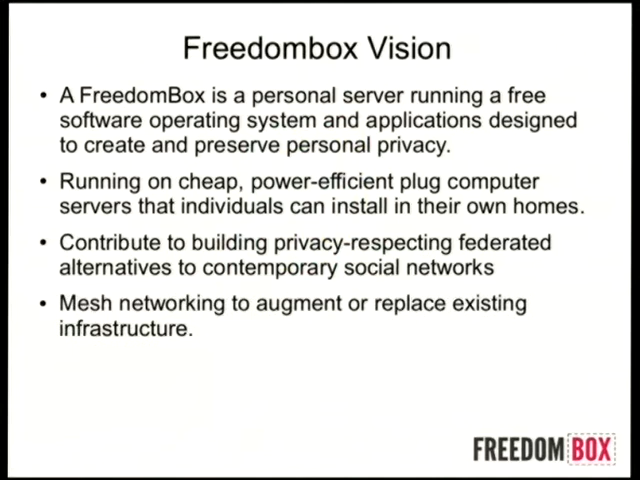 Freedombox Vision
• A FreedomBox is a personal server running a free
software operating system and applications designed
to create and preserve personal privacy.
• Running on cheap, power-efficient plug computer
servers that individuals can install in their own homes.
• Contribute to building privacy-respecting federated
alternatives to contemporary social networks
• Mesh networking to augment or replace existing
infrastructure.
FREEDOMBOX